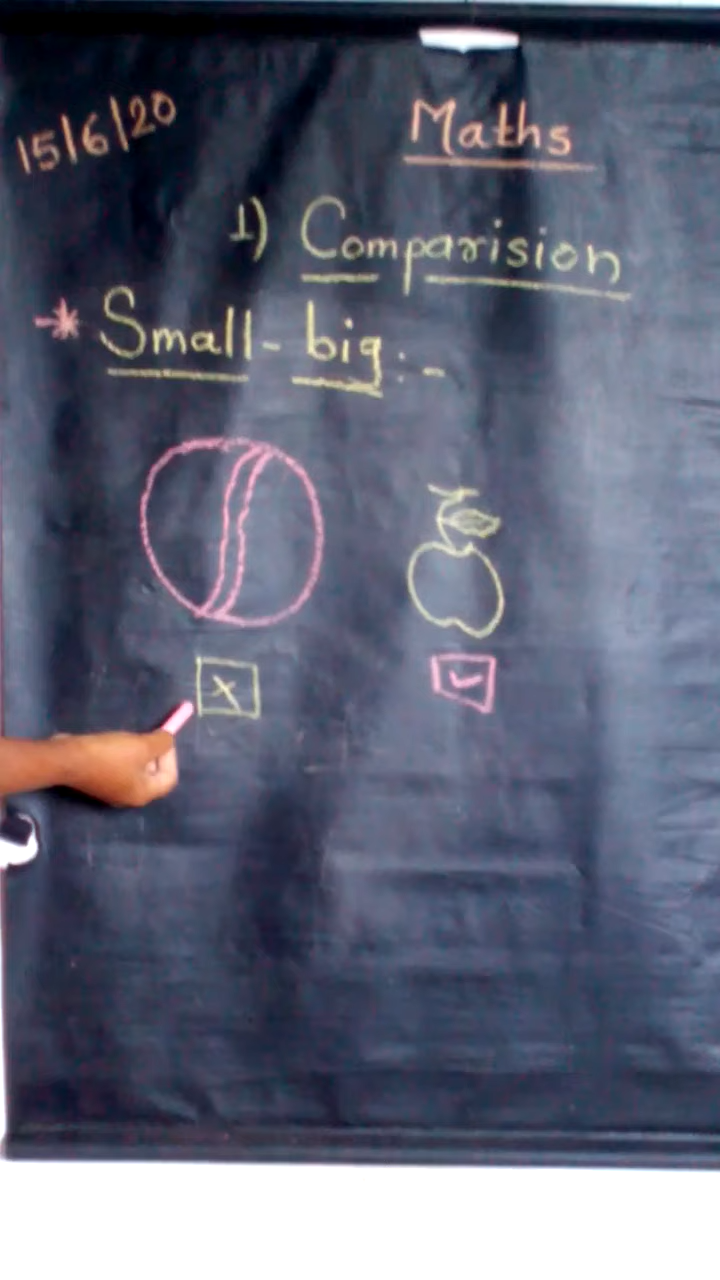 15/6/20
Maths
1) Comparision
* Small - big : -
x ✓